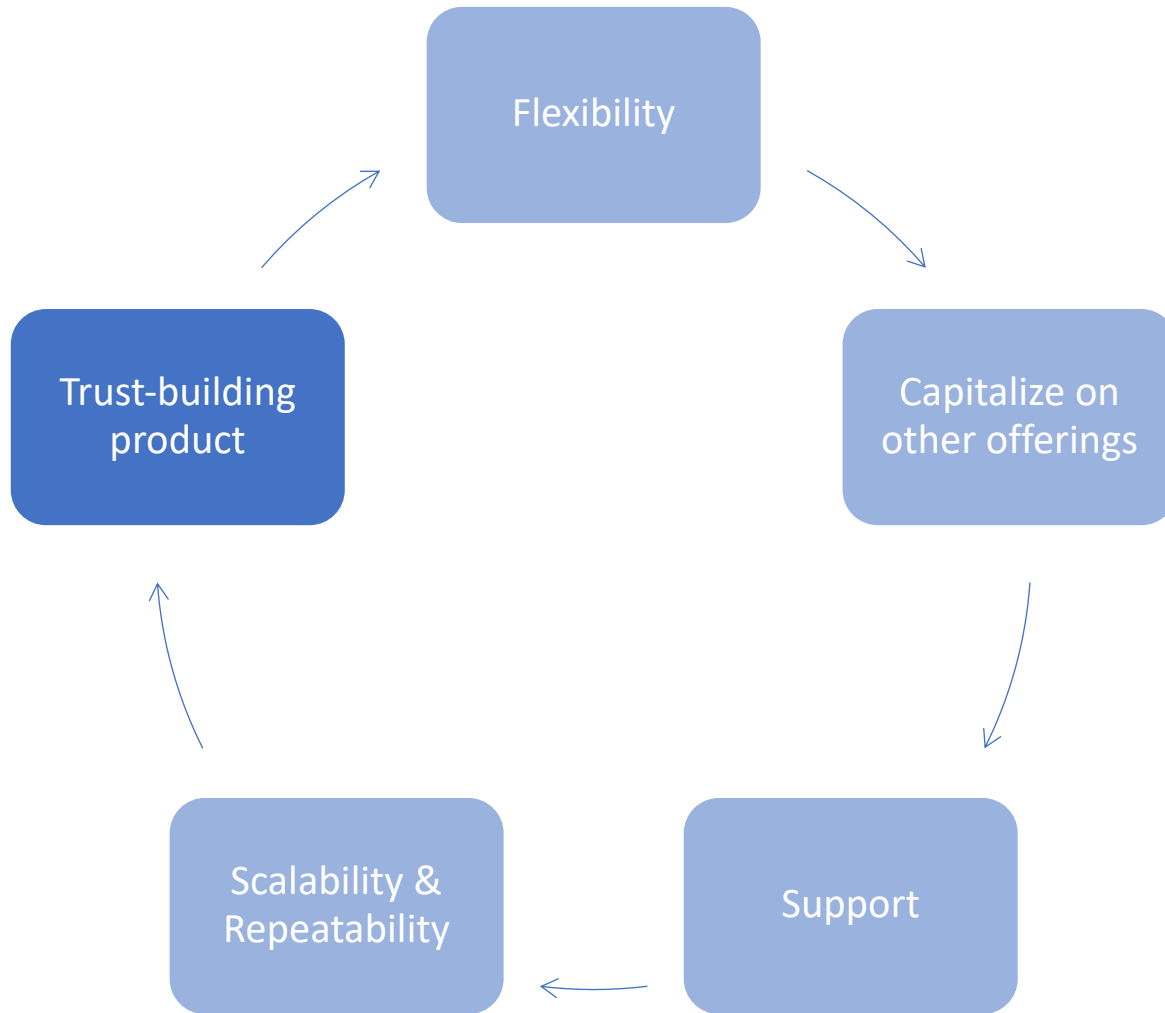 Flexibility
Capitalize on
other offerings
Support
Scalability &
Repeatability
Trust-building
product